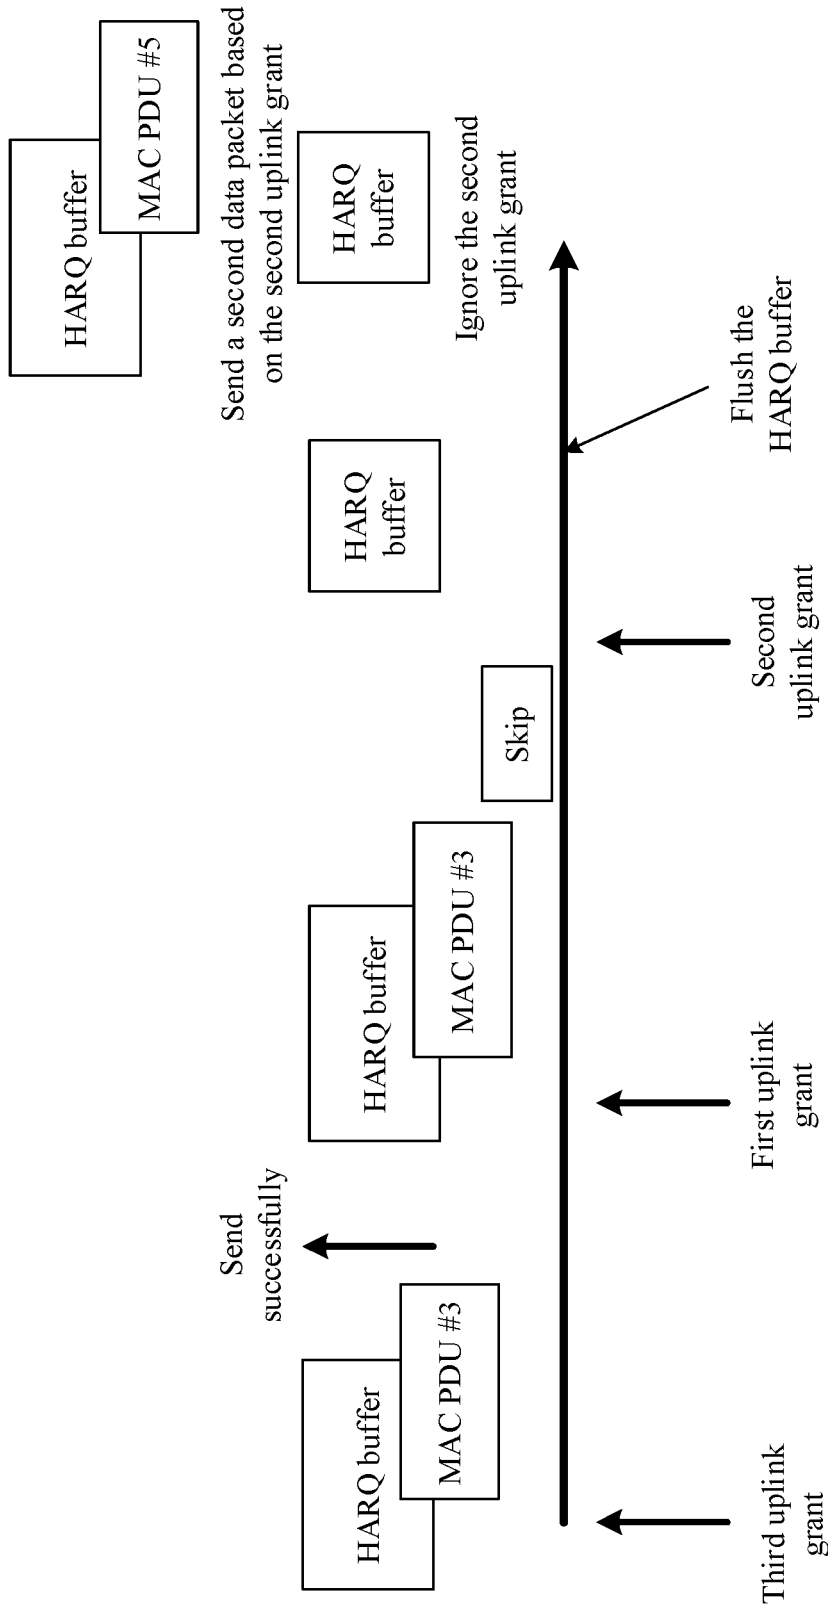 HARQ buffer
MAC PDU #5
Send a second data packet based
on the second uplink grant
Send
successfully
HARQ buffer
MAC PDU #3
HARQ buffer
MAC PDU #3
Skip
HARQ
buffer
HARQ
buffer
Ignore the second
uplink grant
Third uplink
grant
First uplink
grant
Second
uplink grant
Flush the
HARQ buffer